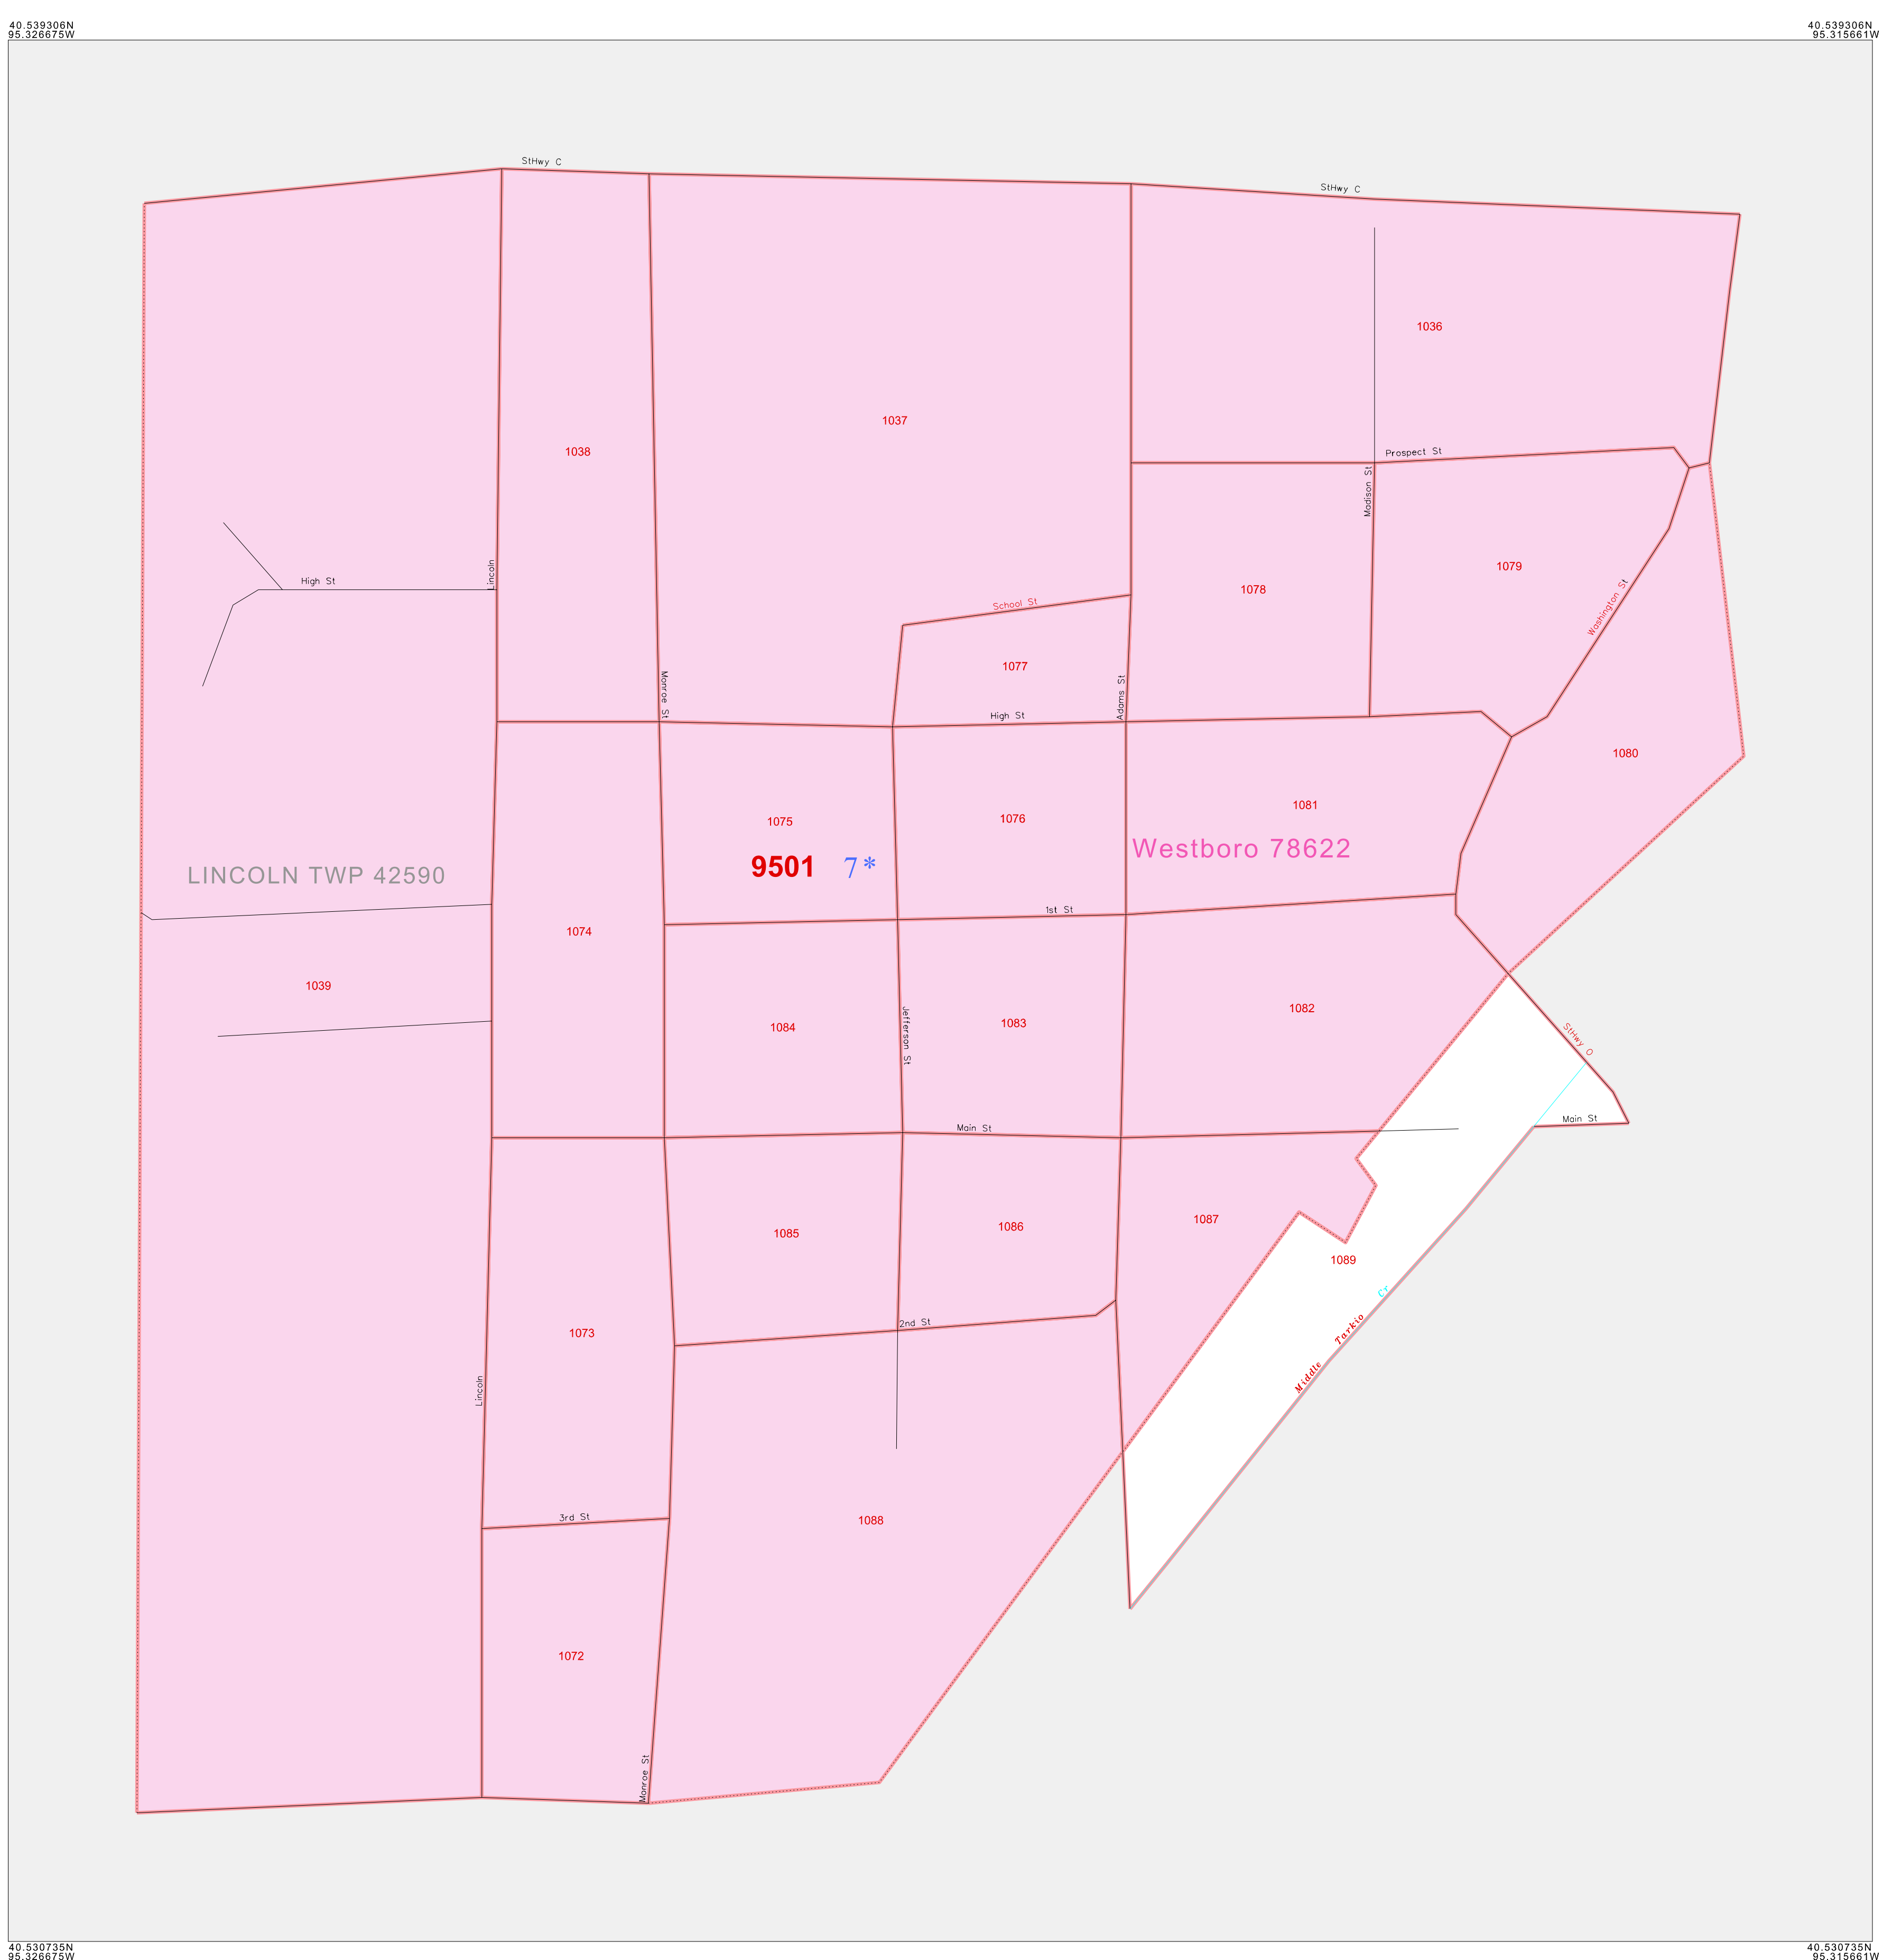 40.539306N
95.326675W
40.539306N
95.315661W
StHwy C
StHwy C
1036
1037
1038
Prospect St
Madison St
Lincoln
High St
1079
1078
Washington St
School St
1077
Monroe St
Adams St
High St
1080
1081
1076
1075
Westboro 78622
9501
7*
LINCOLN TWP 42590
1st St
1074
1039
1082
1083
1084
Jefferson St
StHwy O
Main St
Main St
1087
1086
1085
1089
Middle Tarkio Cr
2nd St
1073
Lincoln
3rd St
1088
1072
Monroe St
40.530735N
95.326675W
40.530735N
95.315661W